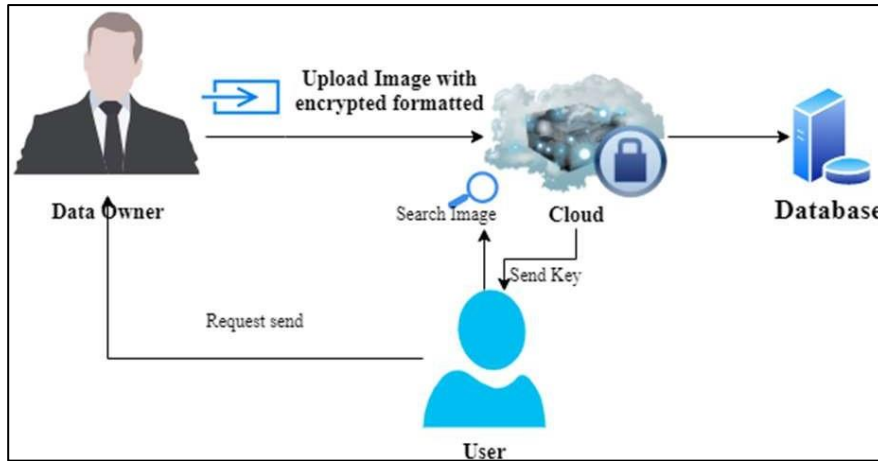 Upload Image with
encrypted formatted
Data Owner
Search Image
Cloud
Database
Send Key
Request send
User